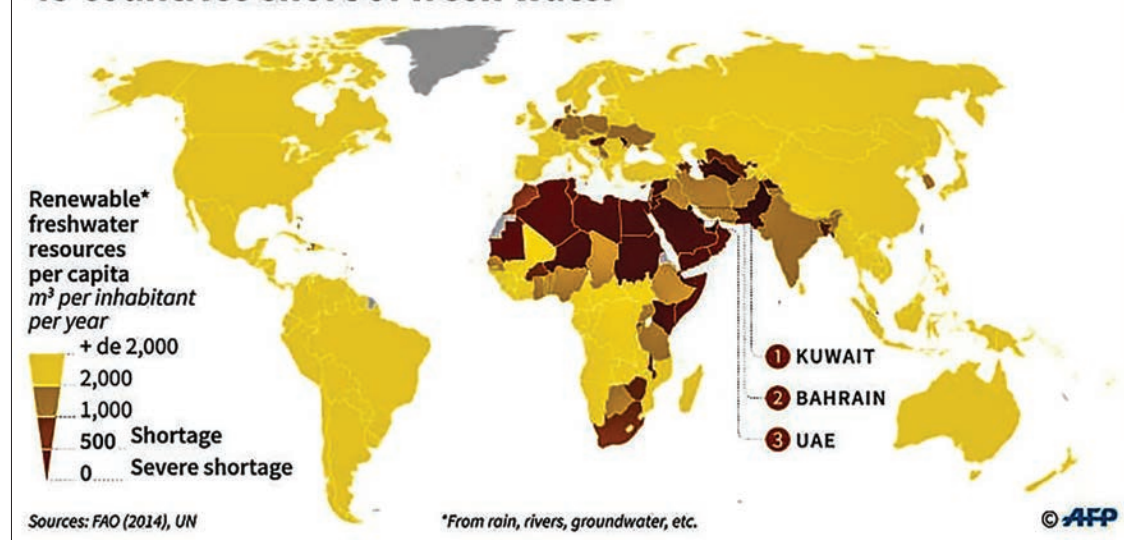 Renewable*
freshwater
resources
per capita
m³ per inhabitant
per year
+ de 2,000
2,000
1,000
500 Shortage
0 Severe shortage
1 KUWAIT
2 BAHRAIN
3 UAE
Sources: FAO (2014), UN
*From rain, rivers, groundwater, etc.
© AFP